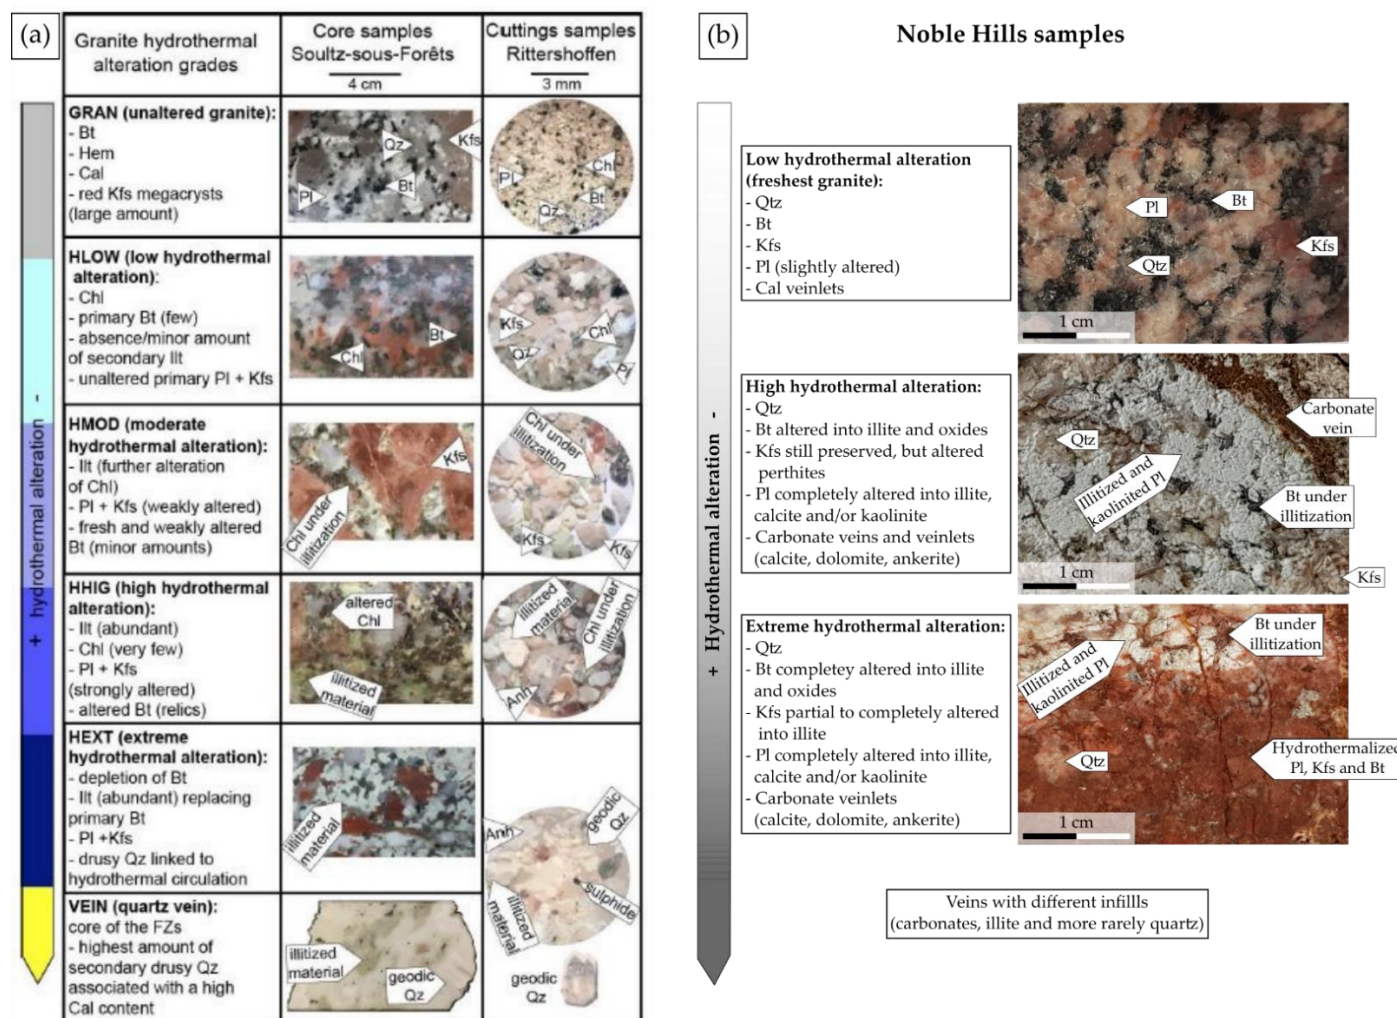 (a)
Granite hydrothermal
alteration grades
Core samples
Soultz-sous-Forêts
4 cm
Cuttings samples
Rittershoffen
3 mm
+ hydrothermal alteration -
GRAN (unaltered granite):
- Bt
- Hem
- Cal
- red Kfs megacrysts
(large amount)
Qz
Kfs
Pl
Bt
Chl
Pl
Bt
Qz
HLOW (low hydrothermal
alteration):
- Chl
- primary Bt (few)
- absence/minor amount
of secondary Ilt
- unaltered primary Pl + Kfs
Bt
Chl
Kfs
Chl
Qz
Pl
HMOD (moderate
hydrothermal alteration):
- Ilt (further alteration
of Chl)
- Pl + Kfs (weakly altered)
- fresh and weakly altered
Bt (minor amounts)
Kfs
Chl under
illitization
Chl under
illitization
Kfs
Kfs
HHIG (high hydrothermal
alteration):
- Ilt (abundant)
- Chl (very few)
- Pl + Kfs
(strongly altered)
- altered Bt (relics)
altered
Chl
illitized
material
illitized
material
Chl under
illitization
Anh
HEXT (extreme
hydrothermal alteration):
- depletion of Bt
- Ilt (abundant) replacing
primary Bt
- Pl +Kfs
- drusy Qz linked to
hydrothermal circulation
illitized
material
Anh
geodic
Qz
sulphide
illitized
material
VEIN (quartz vein):
core of the FZs
- highest amount of
secondary drusy Qz
associated with a high
Cal content
illitized
material
geodic
Qz
geodic
Qz
(b)
Noble Hills samples
+ Hydrothermal alteration -
Low hydrothermal alteration
(freshest granite):
- Qtz
- Bt
- Kfs
- Pl (slightly altered)
- Cal veinlets
Pl
Bt
Kfs
Qtz
1 cm
High hydrothermal alteration:
- Qtz
- Bt altered into illite and oxides
- Kfs still preserved, but altered
perthites
- Pl completely altered into illite,
calcite and/or kaolinite
- Carbonate veins and veinlets
(calcite, dolomite, ankerite)
Carbonate
vein
Qtz
Illitized and
kaolinited Pl
Bt under
illitization
Kfs
1 cm
Extreme hydrothermal alteration:
- Qtz
- Bt completey altered into illite
and oxides
- Kfs partial to completely altered
into illite
- Pl completely altered into illite,
calcite and/or kaolinite
- Carbonate veinlets
(calcite, dolomite, ankerite)
Bt under
illitization
Illitized and
kaolinited Pl
Qtz
Hydrothermalized
Pl, Kfs and Bt
1 cm
Veins with different infillls
(carbonates, illite and more rarely quartz)